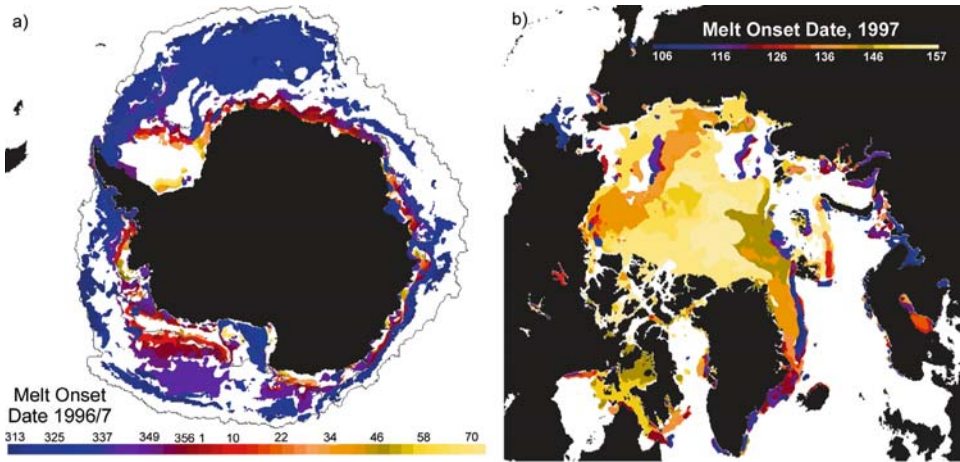 a)
Melt Onset
Date 1996/7
313 325 337 349 356 1 10 22 34 46 58 70
b)
Melt Onset Date, 1997
106 116 126 136 146 157